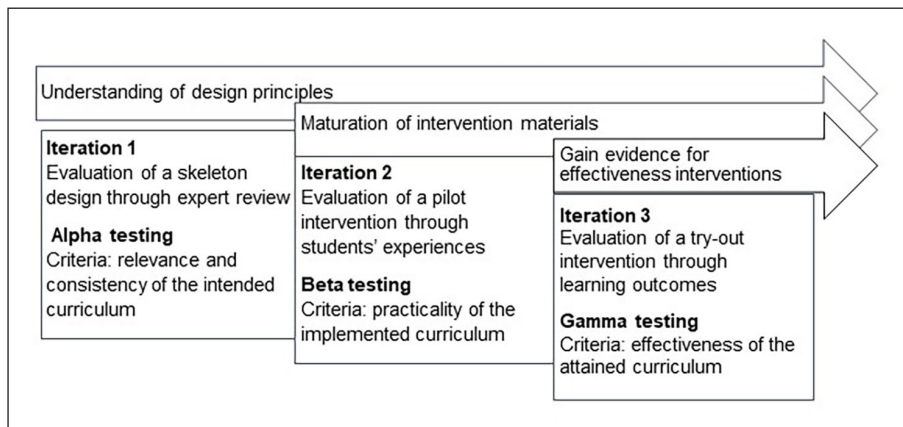 Understanding of design principles
Maturation of intervention materials
Gain evidence for
effectiveness interventions
Iteration 1
Evaluation of a skeleton
design through expert review
Alpha testing
Criteria: relevance and
consistency of the intended
curriculum
Iteration 2
Evaluation of a pilot
intervention through
students’ experiences
Beta testing
Criteria: practicality of the
implemented curriculum
Iteration 3
Evaluation of a try-out
intervention through
learning outcomes
Gamma testing
Criteria: effectiveness of the
attained curriculum